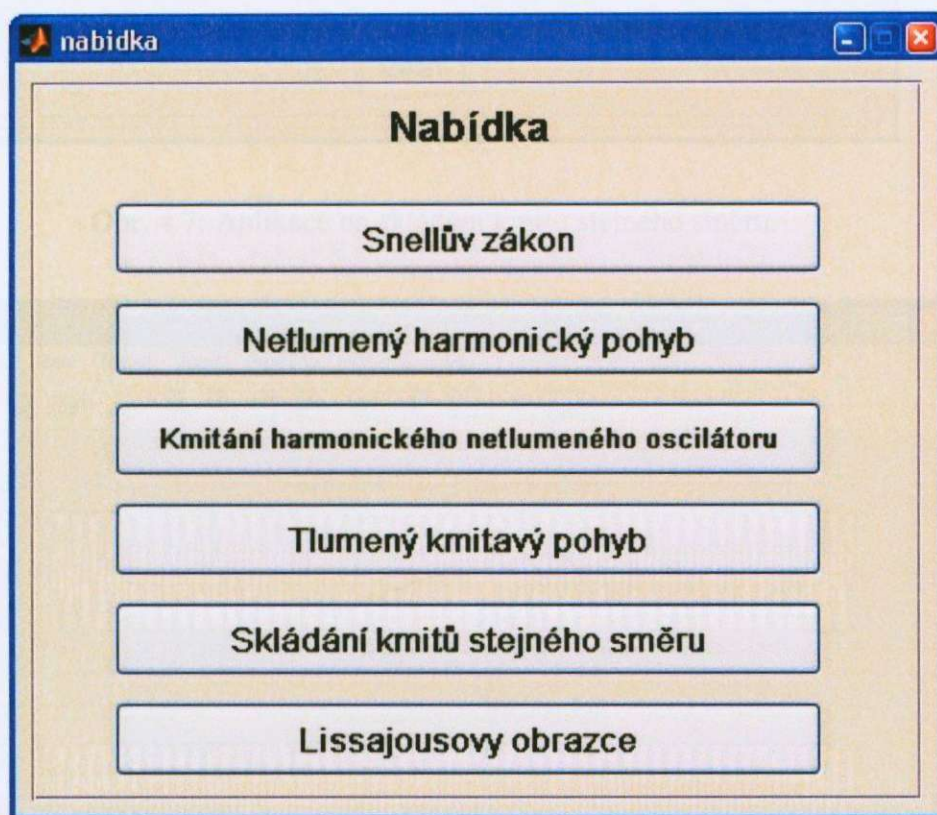 nabidka
Nabídka
Snellův zákon
Netlumený harmonický pohyb
Kmitání harmonického netlumeného oscilátoru
Tlumený kmitavý pohyb
Skládání kmitů stejného směru
Lissajousovy obrazce